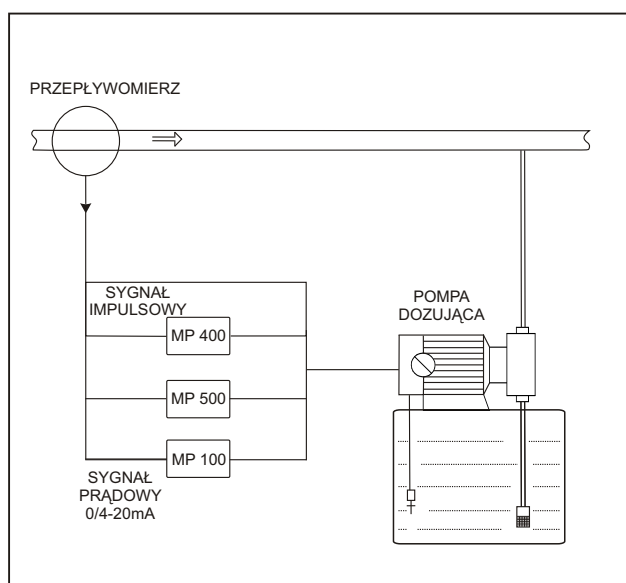 PRZEPŁYWOMIERZ
SYGNAŁ
IMPULSOWY
MP 400
POMPA
DOZUJĄCA
MP 500
MP 100
SYGNAŁ
PRĄDOWY
0/4-20mA